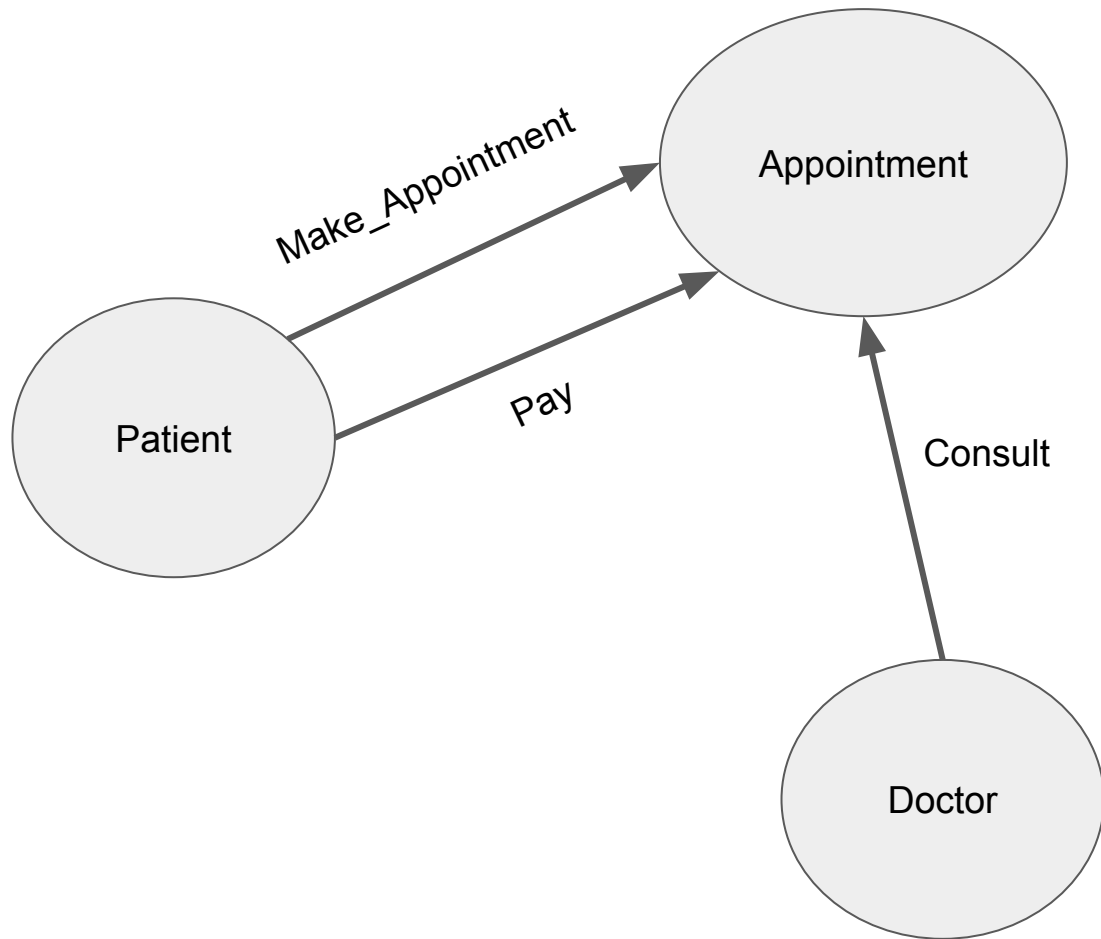 Make_Appointment
Appointment
Pay
Patient
Consult
Doctor